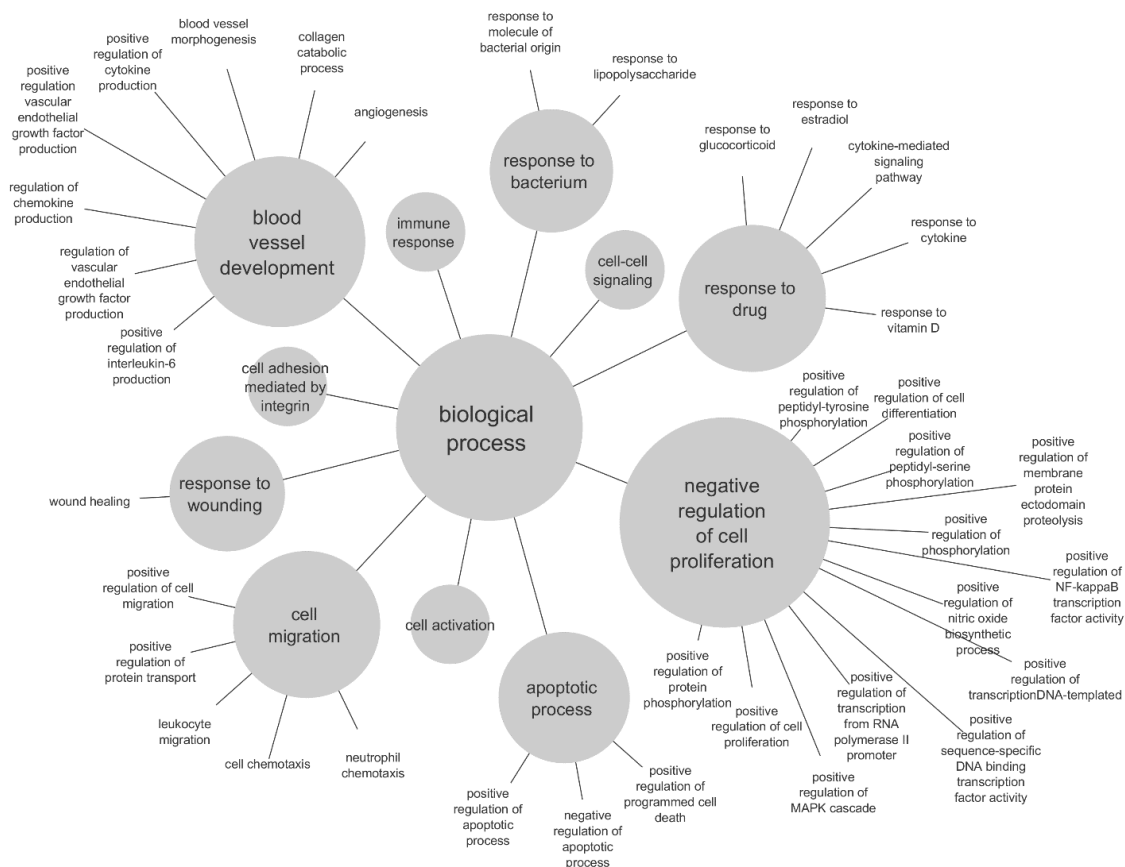 blood vessel
morphogenesis
positive
regulation of
cytokine
production
collagen
catabolic
process
positive
regulation
vascular
endothelial
growth factor
production
angiogenesis
regulation of
chemokine
production
regulation of
vascular
endothelial
growth factor
production
positive
regulation of
interleukin-6
production
blood
vessel
development
immune
response
response to
molecule of
bacterial origin
response to
lipopolysaccharide
response to
bacterium
cell-cell
signaling
response to
glucocorticoid
response to
estradiol
cytokine-mediated
signaling
pathway
response to
cytokine
response to
vitamin D
response to
drug
cell adhesion
mediated by
integrin
biological
process
response to
wounding
wound healing
negative
regulation
of cell
proliferation
positive
regulation of
peptidyl-tyrosine
phosphorylation
positive
regulation of cell
differentiation
positive
regulation of
peptidyl-serine
phosphorylation
positive
regulation of
membrane
protein
ectodomain
proteolysis
positive
regulation of
phosphorylation
positive
regulation of
NF-kappaB
transcription
factor activity
positive
regulation of
nitric oxide
biosynthetic
process
positive
regulation of
transcriptionDNA-templated
positive
regulation of
sequence-specific
DNA binding
transcription
factor activity
positive
regulation of
transcription
from RNA
polymerase II
promoter
positive
regulation of
MAPK cascade
positive
regulation of cell
proliferation
positive
regulation of
protein
phosphorylation
cell
migration
positive
regulation of cell
migration
positive
regulation of
protein transport
leukocyte
migration
cell chemotaxis
neutrophil
chemotaxis
cell activation
apoptotic
process
positive
regulation of
apoptotic
process
negative
regulation of
apoptotic
process
positive
regulation of
programmed cell
death